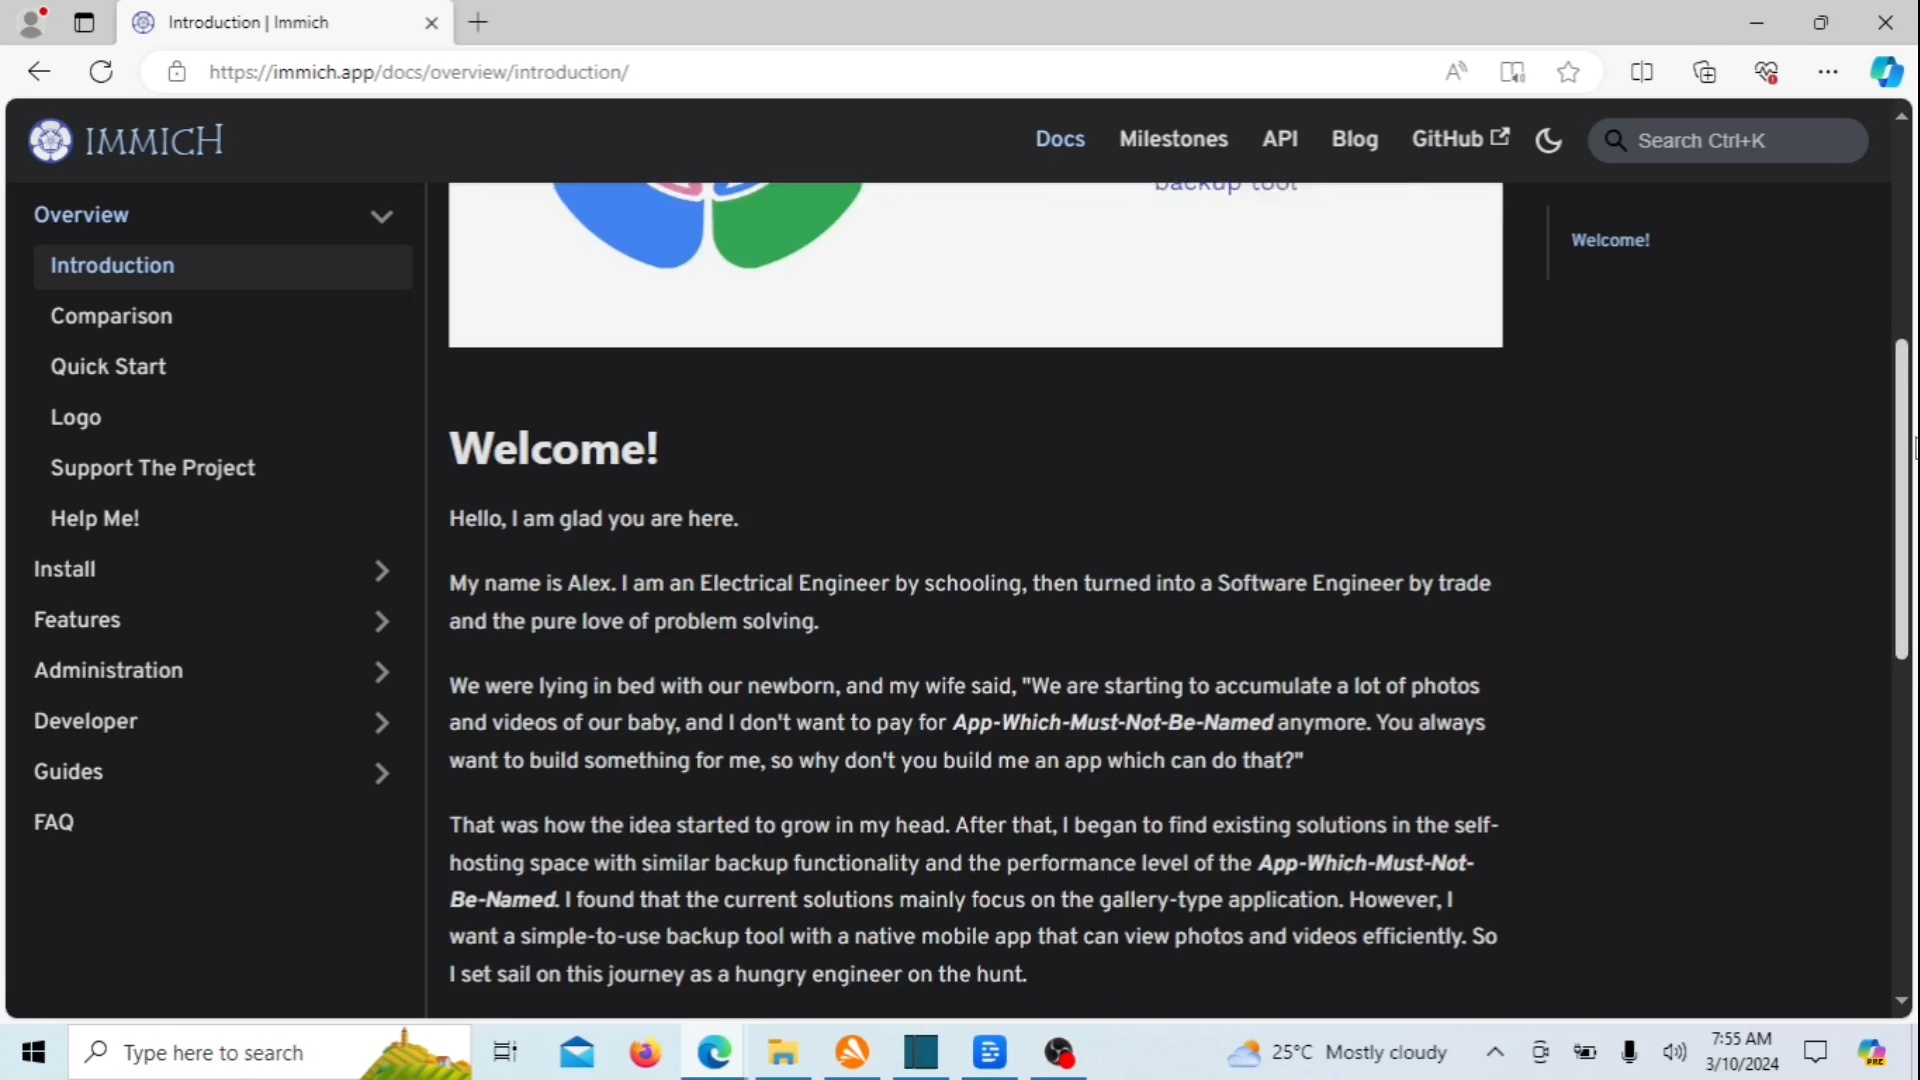 Introduction | Immich
https://immich.app/docs/overview/introduction/
IMMICH
Docs
Milestones
API
Blog
GitHub
Search Ctrl+K
Overview
Introduction
Comparison
Quick Start
Logo
Support The Project
Help Me!
Install
Features
Administration
Developer
Guides
FAQ
backup tool
Welcome!
Hello, I am glad you are here.
My name is Alex. I am an Electrical Engineer by schooling, then turned into a Software Engineer by trade
and the pure love of problem solving.
We were lying in bed with our newborn, and my wife said, "We are starting to accumulate a lot of photos
and videos of our baby, and I don't want to pay for App-Which-Must-Not-Be-Named anymore. You always
want to build something for me, so why don't you build me an app which can do that?"
That was how the idea started to grow in my head. After that, I began to find existing solutions in the self-
hosting space with similar backup functionality and the performance level of the App-Which-Must-Not-
Be-Named. I found that the current solutions mainly focus on the gallery-type application. However, I
want a simple-to-use backup tool with a native mobile app that can view photos and videos efficiently. So
I set sail on this journey as a hungry engineer on the hunt.
Welcome!
Type here to search
25°C Mostly cloudy
7:55 AM
3/10/2024
PRE